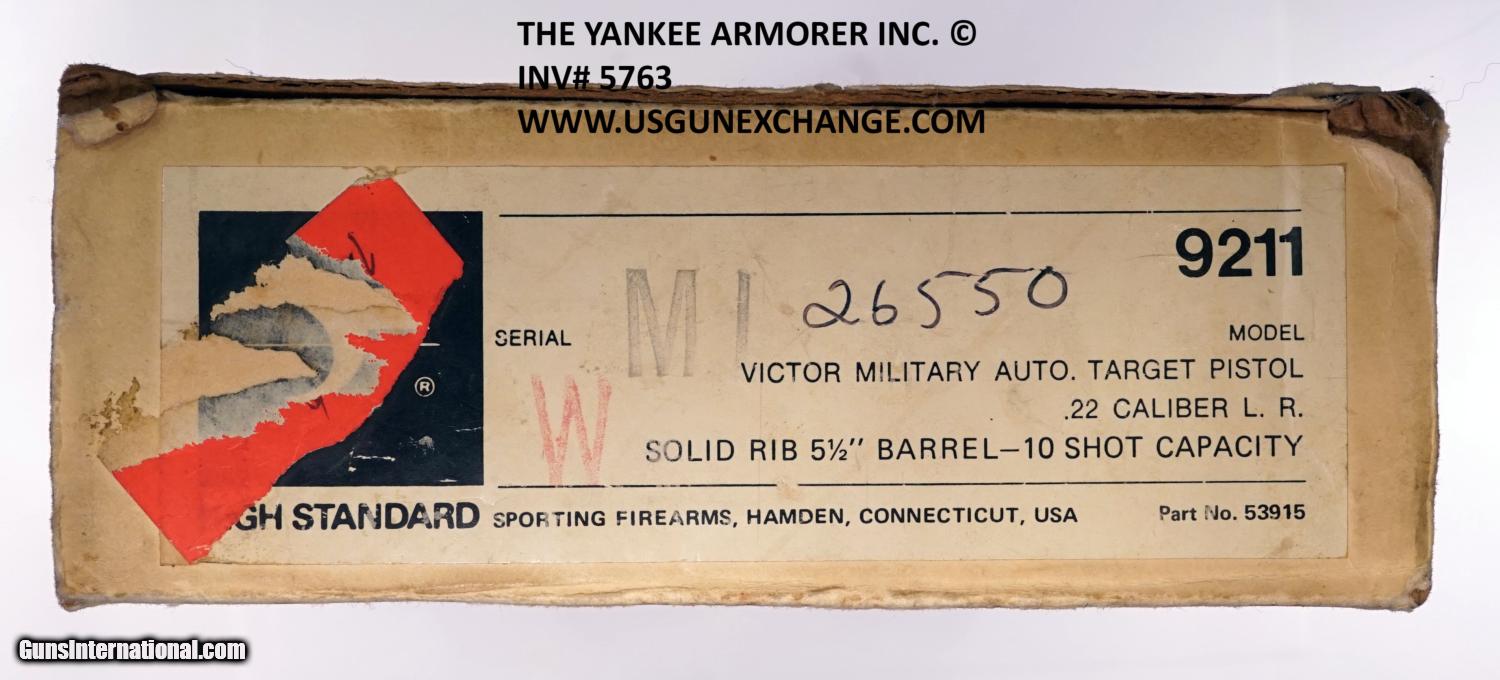 THE YANKEE ARMORER INC. ©
INV# 5763
WWW.USGUNEXCHANGE.COM
9211
SERIAL ML 26550
MODEL
VICTOR MILITARY AUTO. TARGET PISTOL
.22 CALIBER L. R.
W
SOLID RIB 5½" BARREL—10 SHOT CAPACITY
®
GH STANDARD SPORTING FIREARMS, HAMDEN, CONNECTICUT, USA Part No. 53915
GunsInternational.com